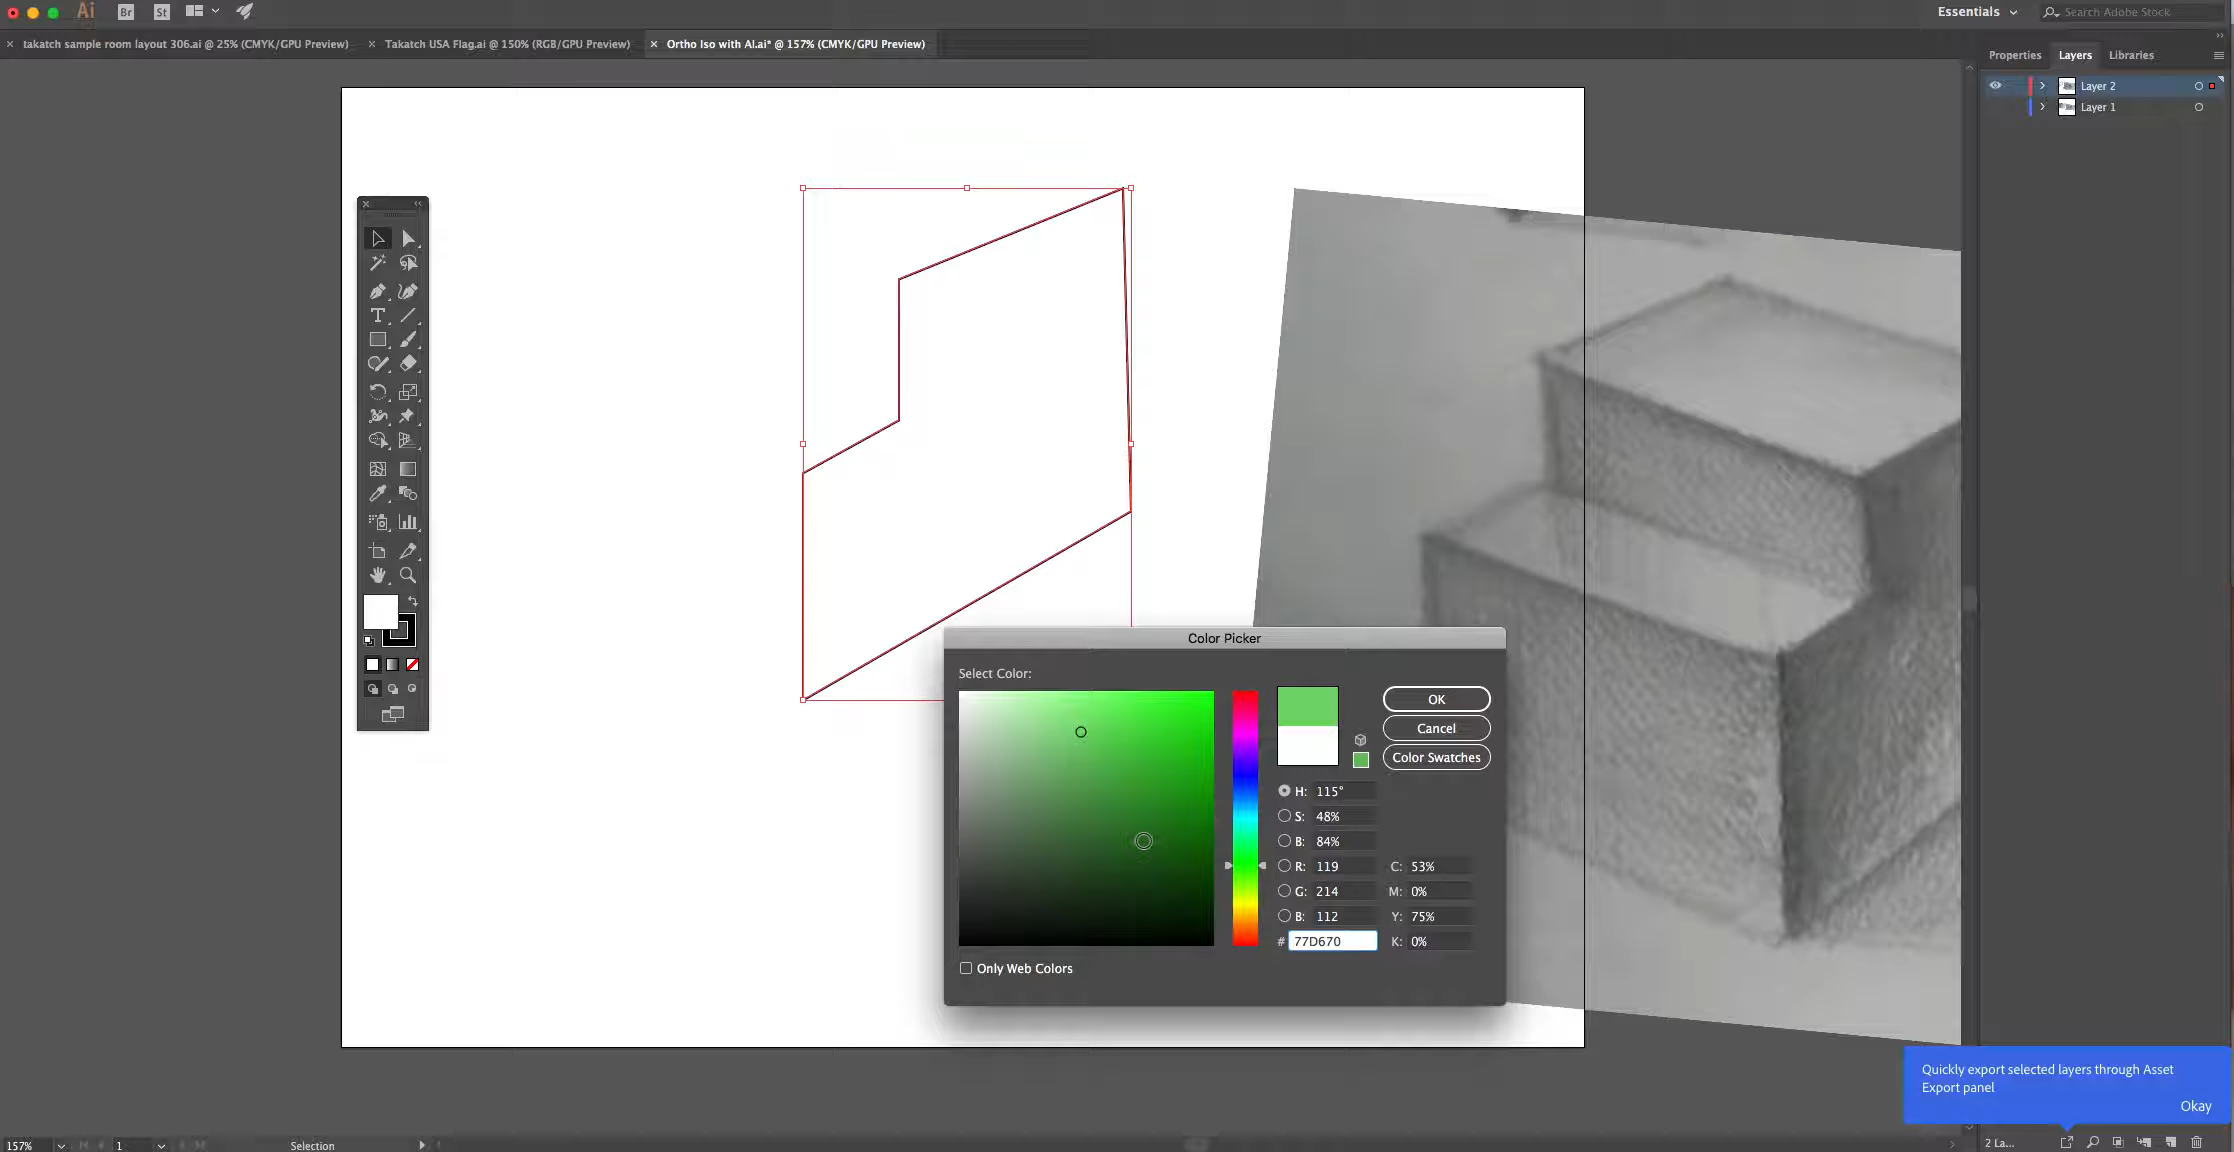 Ai Br St Essentials Search Adobe Stock
takatch sample room layout 306.ai @ 25% (CMYK/GPU Preview) Takatch USA Flag.ai @ 150% (RGB/GPU Preview) Ortho Iso with AI.ai* @ 157% (CMYK/GPU Preview)
Properties Layers Libraries
Layer 2
Layer 1
T
Color Picker
Select Color:
OK
Cancel
Color Swatches
H: 115°
S: 48%
B: 84%
R: 119 C: 53%
G: 214 M: 0%
B: 112 Y: 75%
# 77D670 K: 0%
Only Web Colors
Quickly export selected layers through Asset
Export panel
Okay
157% 1 Selection 2 La...